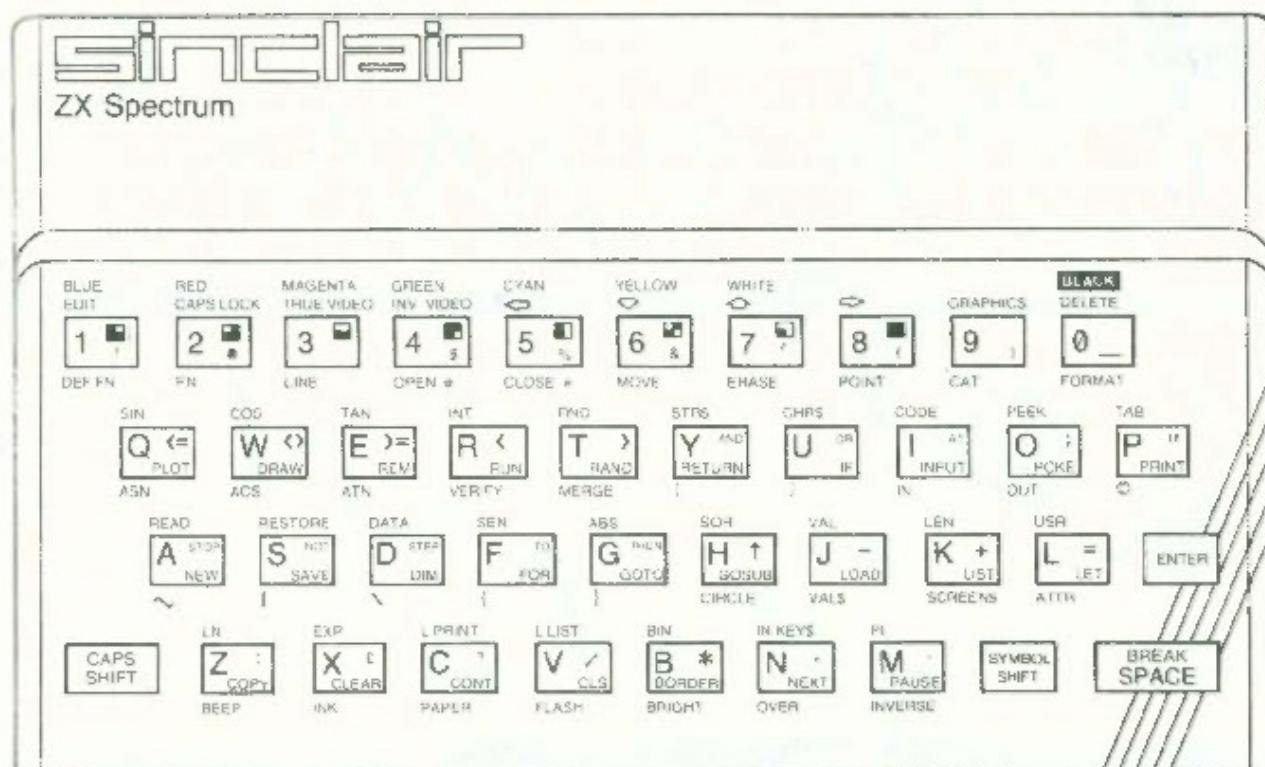 sinclair
ZX Spectrum
BLUE RED MAGENTA GREEN CYAN YELLOW WHITE BLACK
EDIT CAPS LOCK TRUE VIDEO INV. VIDEO GRAPHICS DELETE
1 ! 2 @ 3 4 $ 5 % 6 & 7 ' 8 ( 9 ) 0 _
DEF FN FN LINE OPEN # CLOSE # MOVE ERASE POINT CAT FORMAT
SIN COS TAN INT RND STR$ CHR$ CODE PEEK TAB
Q <= W <> E >= R < T > Y AND U OR I AT O ; P "
PLOT DRAW REM RUN RAND RETURN IF INPUT POKE PRINT
ASN ACS ATN VERIFY MERGE [ ] IN OUT ©
READ RESTORE DATA SEN ABS SQR VAL LEN USR
A STOP S NOT D STEP F TO G THEN H ↑ J - K + L = ENTER
NEW SAVE DIM FOR GOTO GOSUB LOAD LIST LET
~ | \ { } CIRCLE VAL$ SCREEN$ ATTR
LN EXP L PRINT L LIST BIN IN KEY$ PI
CAPS SHIFT Z : X £ C ? V / B * N , M . SYMBOL SHIFT BREAK SPACE
COPY CLEAR CONT CLS BORDER NEXT PAUSE
BEEP INK PAPER FLASH BRIGHT OVER INVERSE